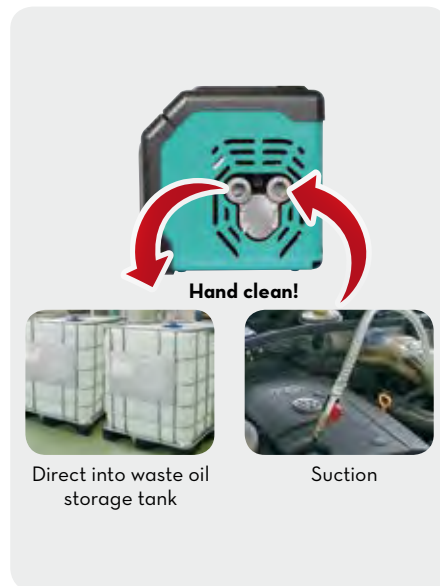 Hand clean!
Direct into waste oil
storage tank
Suction